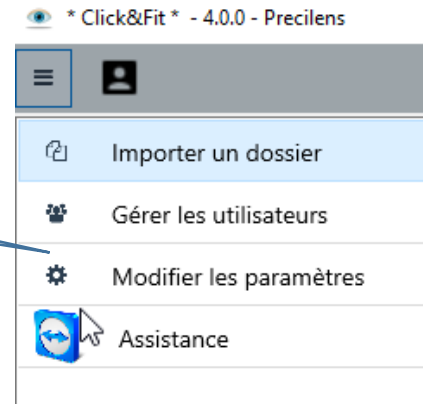 * Click&Fit * - 4.0.0 - Precilens
Importer un dossier
Gérer les utilisateurs
Modifier les paramètres
Assistance